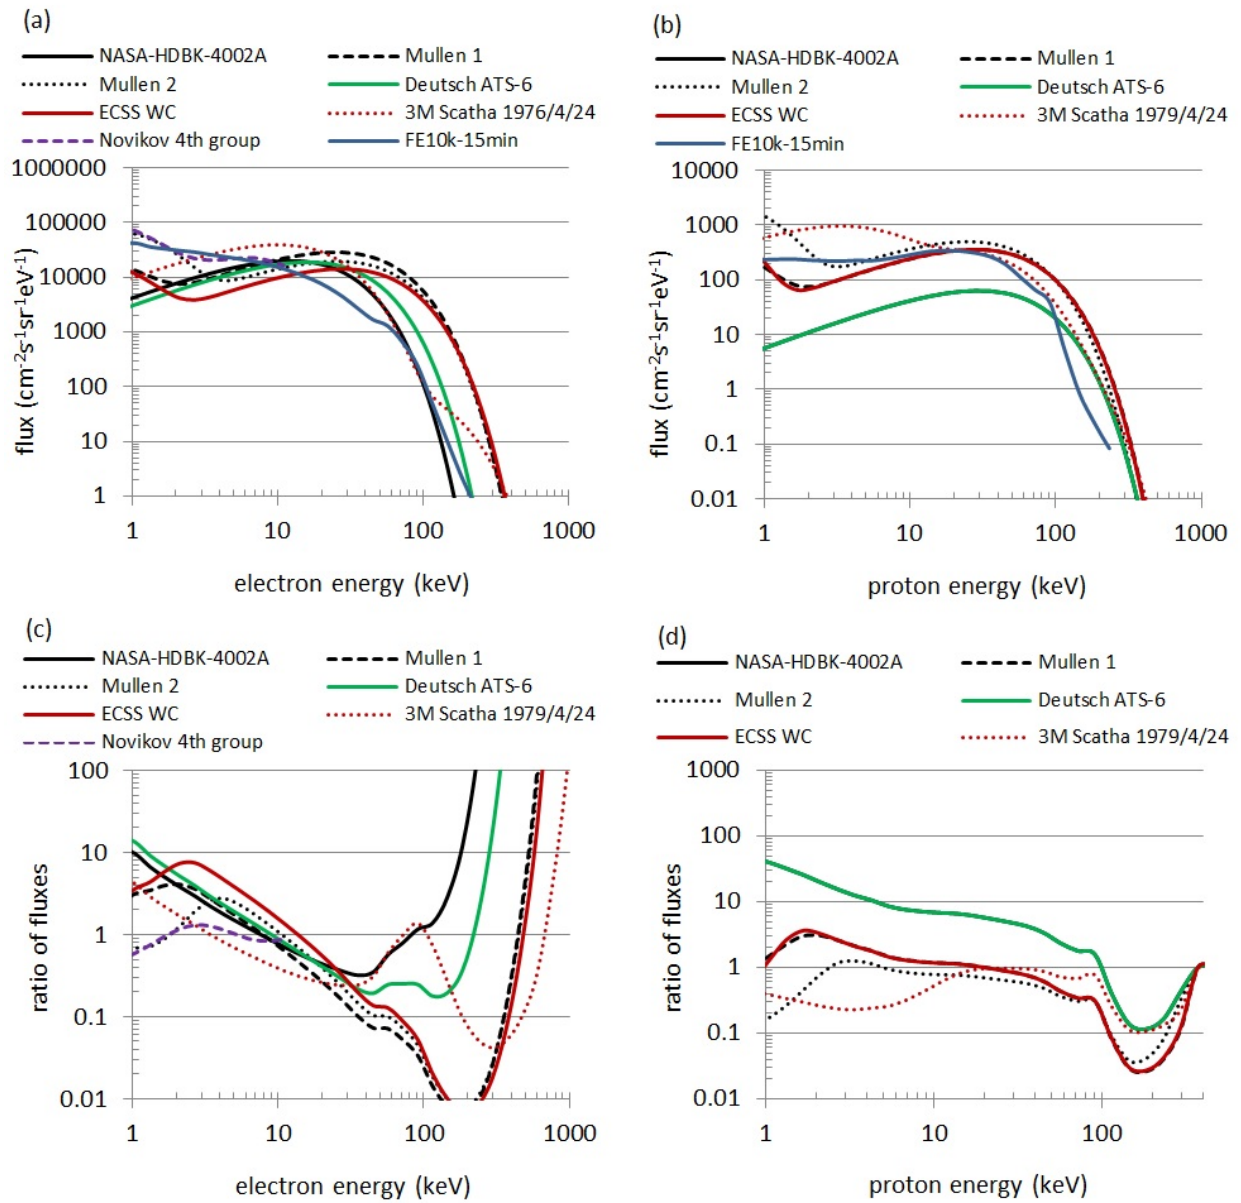 (a)
NASA-HDBK-4002A Mullen 1
Mullen 2 Deutsch ATS-6
ECSS WC 3M Scatha 1976/4/24
Novikov 4th group FE10k-15min
1000000
100000
10000
1000
100
10
1
flux (cm-2s-1sr-1eV-1)
1 10 100 1000
electron energy (keV)
(b)
NASA-HDBK-4002A Mullen 1
Mullen 2 Deutsch ATS-6
ECSS WC 3M Scatha 1979/4/24
FE10k-15min
10000
1000
100
10
1
0.1
0.01
flux (cm-2s-1sr-1eV-1)
1 10 100 1000
proton energy (keV)
(c)
NASA-HDBK-4002A Mullen 1
Mullen 2 Deutsch ATS-6
ECSS WC 3M Scatha 1979/4/24
Novikov 4th group
100
10
1
0.1
0.01
ratio of fluxes
1 10 100 1000
electron energy (keV)
(d)
NASA-HDBK-4002A Mullen 1
Mullen 2 Deutsch ATS-6
ECSS WC 3M Scatha 1979/4/24
1000
100
10
1
0.1
0.01
ratio of fluxes
1 10 100
proton energy (keV)